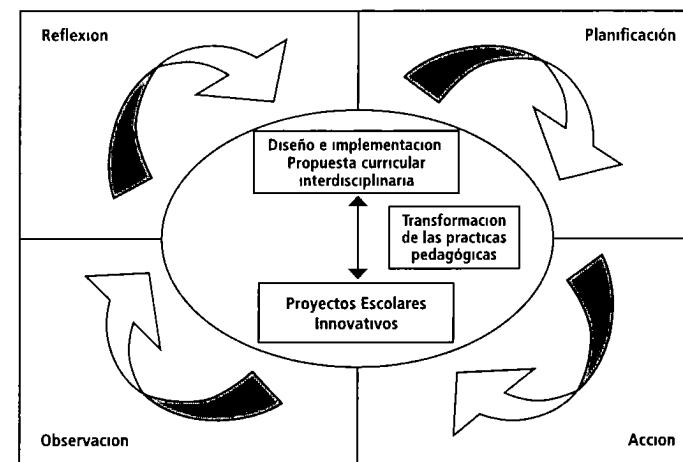 Reflexion
Planificación
Diseño e implementacion
Propuesta curricular
interdisciplinaria
Transformacion
de las practicas
pedagógicas
Proyectos Escolares
Innovativos
Observacion
Accion